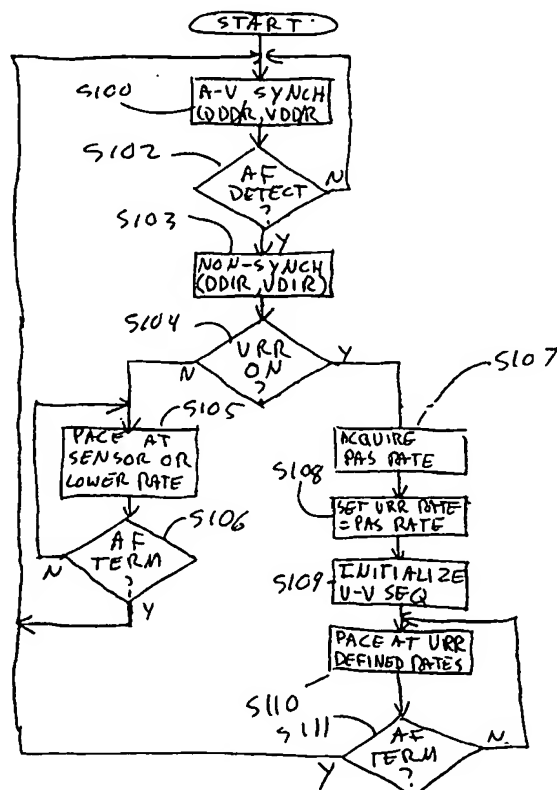 START
S100
A-V SYNCH
(DDDR, VDDR
S102
AF
DETECT
?
N
S103
Y
NON-SYNCH
(DDIR, VDIR)
S104
VRR
ON
?
N
Y
S105
PACE AT
SENSOR OR
LOWER RATE
S106
AF
TERM
?
N
Y
S107
ACQUIRE
PAS RATE
S108
SET VRR RATE
= PAS RATE
S109
INITIALIZE
V-V SEQ
PACE AT VRR
DEFINED RATES
S110
S111
AF
TERM
?
N
Y